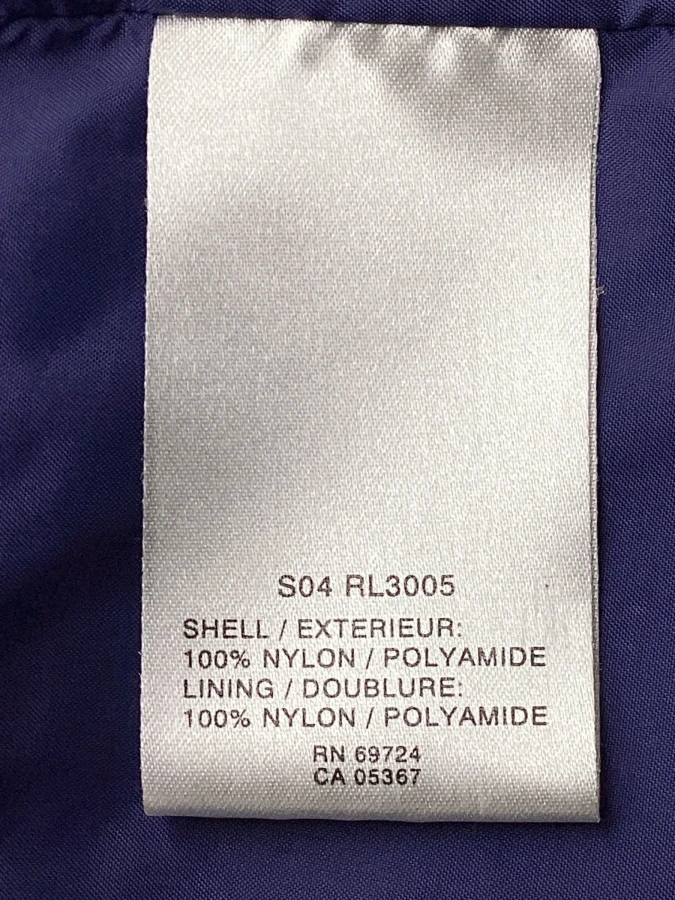 S04 RL3005
SHELL / EXTERIEUR:
100% NYLON / POLYAMIDE
LINING / DOUBLURE:
100% NYLON / POLYAMIDE
RN 69724
CA 05367